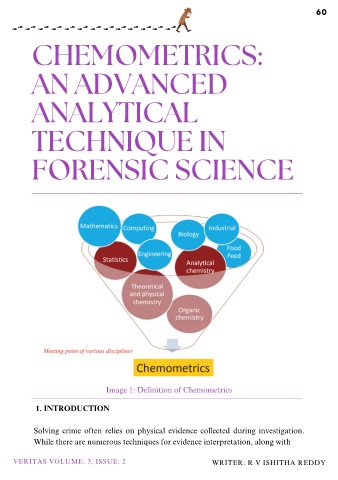 60
CHEMOMETRICS:
AN ADVANCED
ANALYTICAL
TECHNIQUE IN
FORENSIC SCIENCE
Mathematics
Computing
Biology
Industrial
Statistics
Engineering
Analytical
chemistry
Food
Feed
Theoretical
and physical
chemistry
Organic
chemistry
Meeting point of various disciplines
Chemometrics
Image 1: Definition of Chemometrics
1. INTRODUCTION
Solving crime often relies on physical evidence collected during investigation.
While there are numerous techniques for evidence interpretation, along with
VERITAS VOLUME: 3, ISSUE: 2
WRITER: R V ISHITHA REDDY